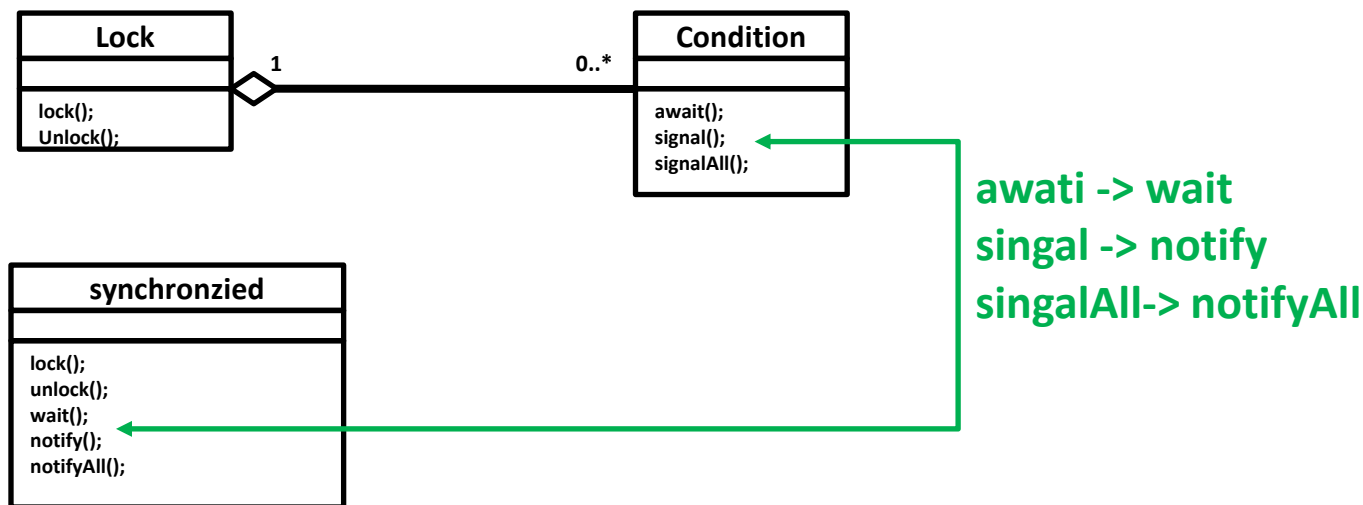 Lock
lock();
Unlock();
1
0..*
Condition
await();
signal();
signalAll();
awati -> wait
singal -> notify
singalAll-> notifyAll
synchronzied
lock();
unlock();
wait();
notify();
notifyAll();